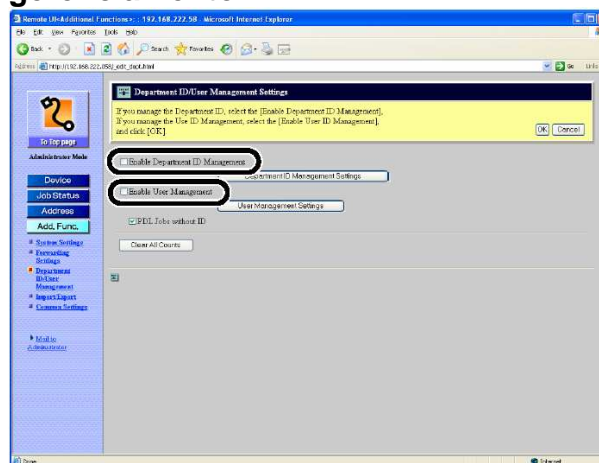 Remote UI<Additional Functions>: : 192.168.222.58 - Microsoft Internet Explorer
File Edit View Favorites Tools Help
Back Search Favorites
Address Go Links
Department ID/User Management Settings
If you manage the Department ID, select the [Enable Department ID Management].
If you manage the Use ID Management, select the [Enable User ID Management],
and click [OK]
OK Cancel
To Top page
Administrator Mode
Enable Department ID Management
Department ID Management Settings
Device
Enable User Management
Job Status
User Management Settings
Address
PDL Jobs without ID
Add. Func.
Clear All Counts
System Settings
Forwarding
Settings
Department
ID/User
Management
Import/Export
Common Settings
Mail to
Administrator
Done
Internet